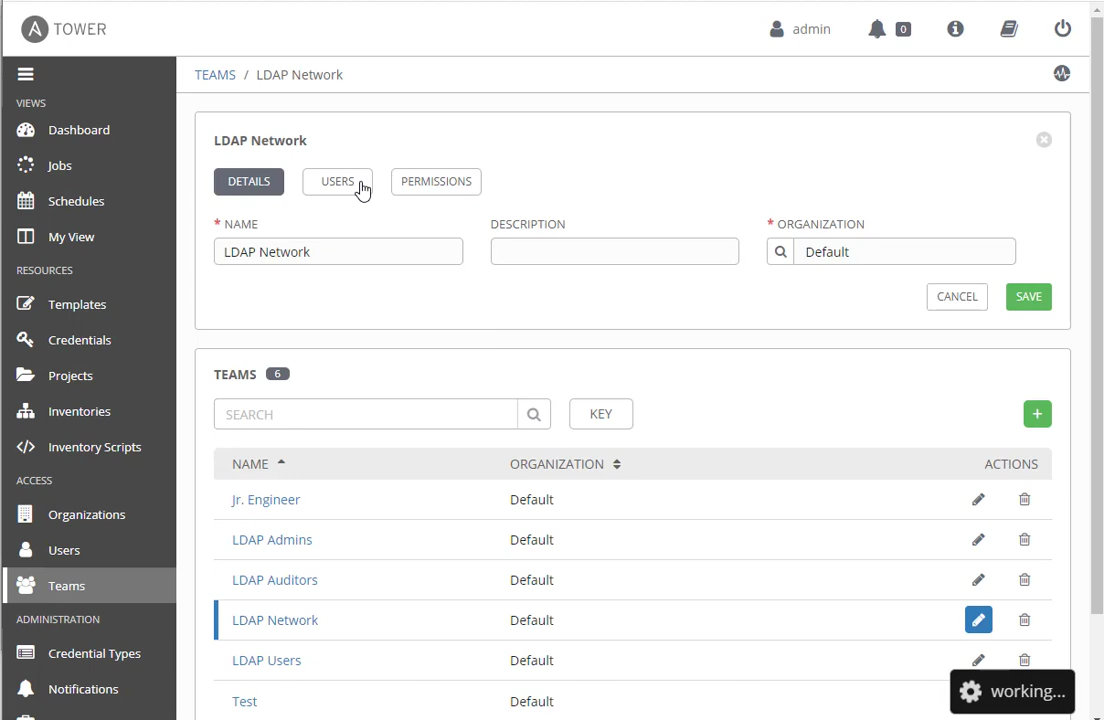 A TOWER
admin
0
TEAMS / LDAP Network
VIEWS
Dashboard
Jobs
Schedules
My View
RESOURCES
Templates
Credentials
Projects
Inventories
Inventory Scripts
ACCESS
Organizations
Users
Teams
ADMINISTRATION
Credential Types
Notifications
LDAP Network
DETAILS USERS PERMISSIONS
* NAME DESCRIPTION * ORGANIZATION
LDAP Network Default
CANCEL SAVE
TEAMS 6
SEARCH KEY +
NAME ORGANIZATION ACTIONS
Jr. Engineer Default
LDAP Admins Default
LDAP Auditors Default
LDAP Network Default
LDAP Users Default
Test Default
working...